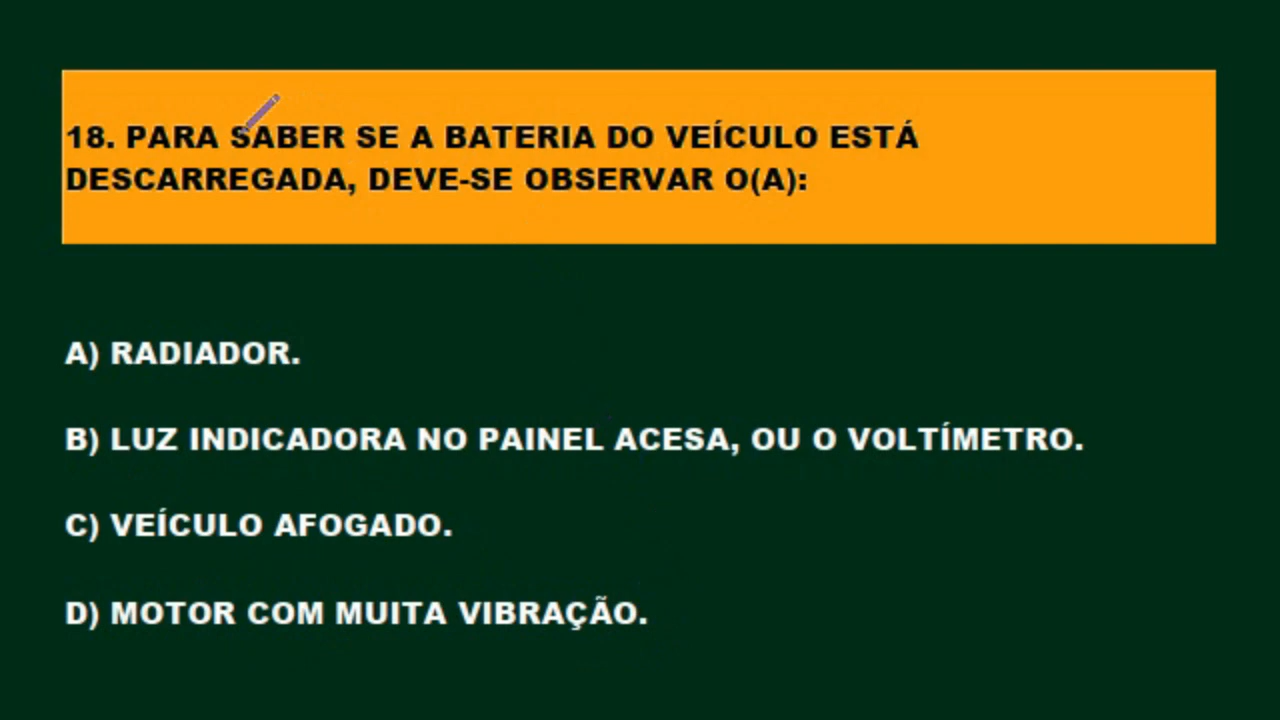 18. PARA SABER SE A BATERIA DO VEÍCULO ESTÁ
DESCARREGADA, DEVE-SE OBSERVAR O(A):
A) RADIADOR.
B) LUZ INDICADORA NO PAINEL ACESA, OU O VOLTÍMETRO.
C) VEÍCULO AFOGADO.
D) MOTOR COM MUITA VIBRAÇÃO.